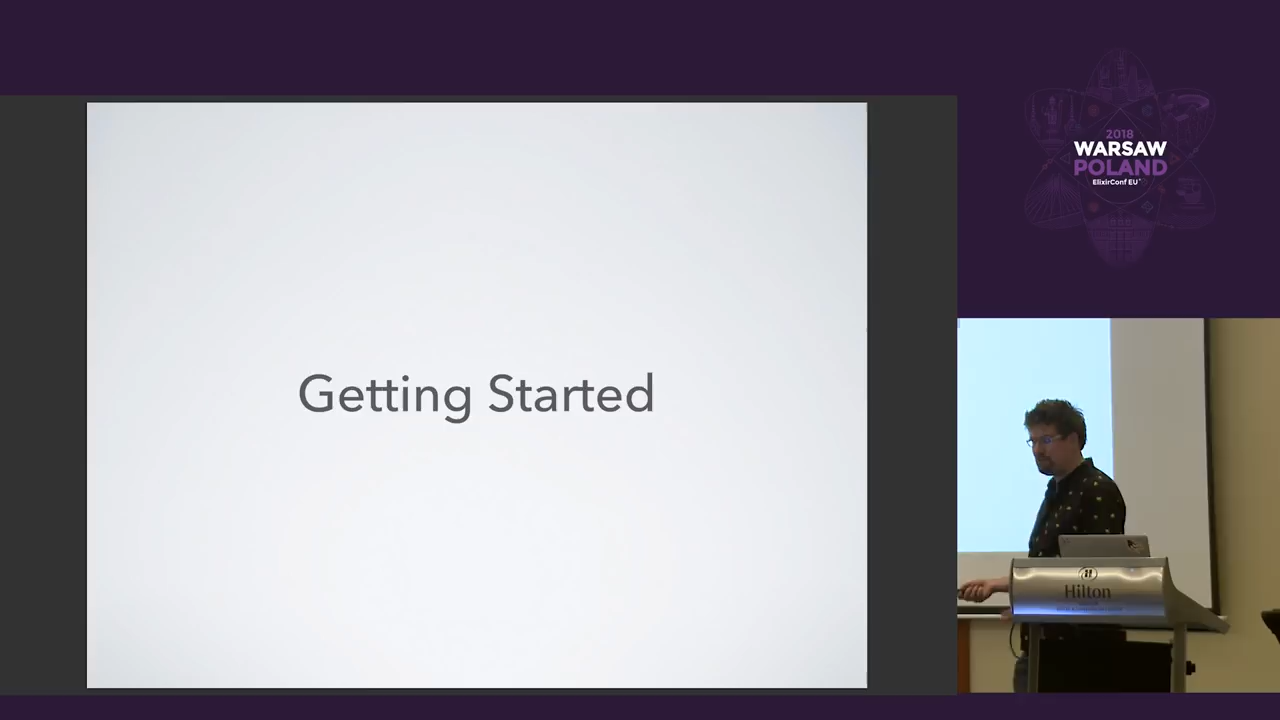 Getting Started
2018
WARSAW
POLAND
ElixirConf EU
Hilton